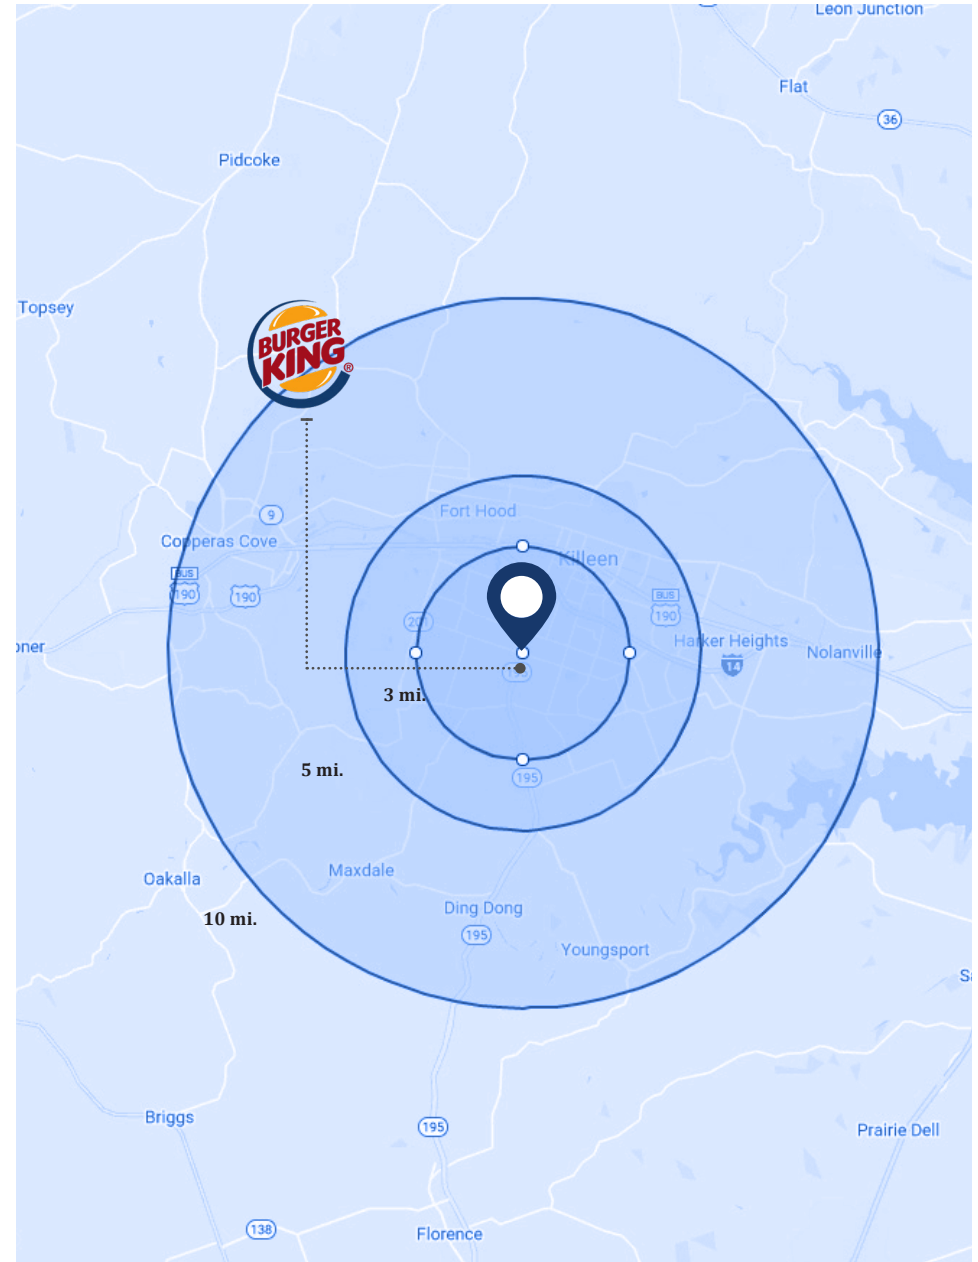 Leon Junction
Flat
36
Pidcoke
Topsey
BURGER
KING
®
9
Fort Hood
Copperas Cove
Killeen
BUS
190
190
BUS
190
201
Harker Heights
Nolanville
14
195
3 mi.
5 mi.
195
Maxdale
Oakalla
Ding Dong
10 mi.
195
Youngsport
Briggs
195
Prairie Dell
138
Florence